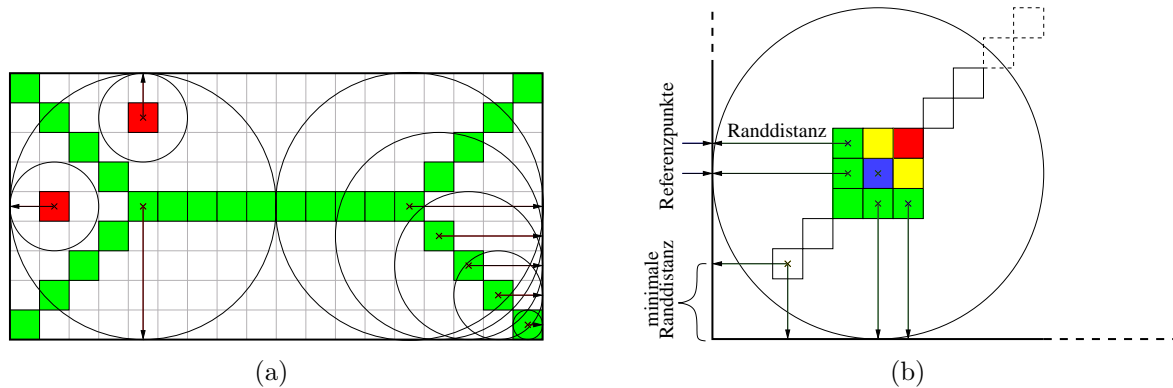 Referenzpunkte
Randdistanz
minimale
Randdistanz
(a)
(b)